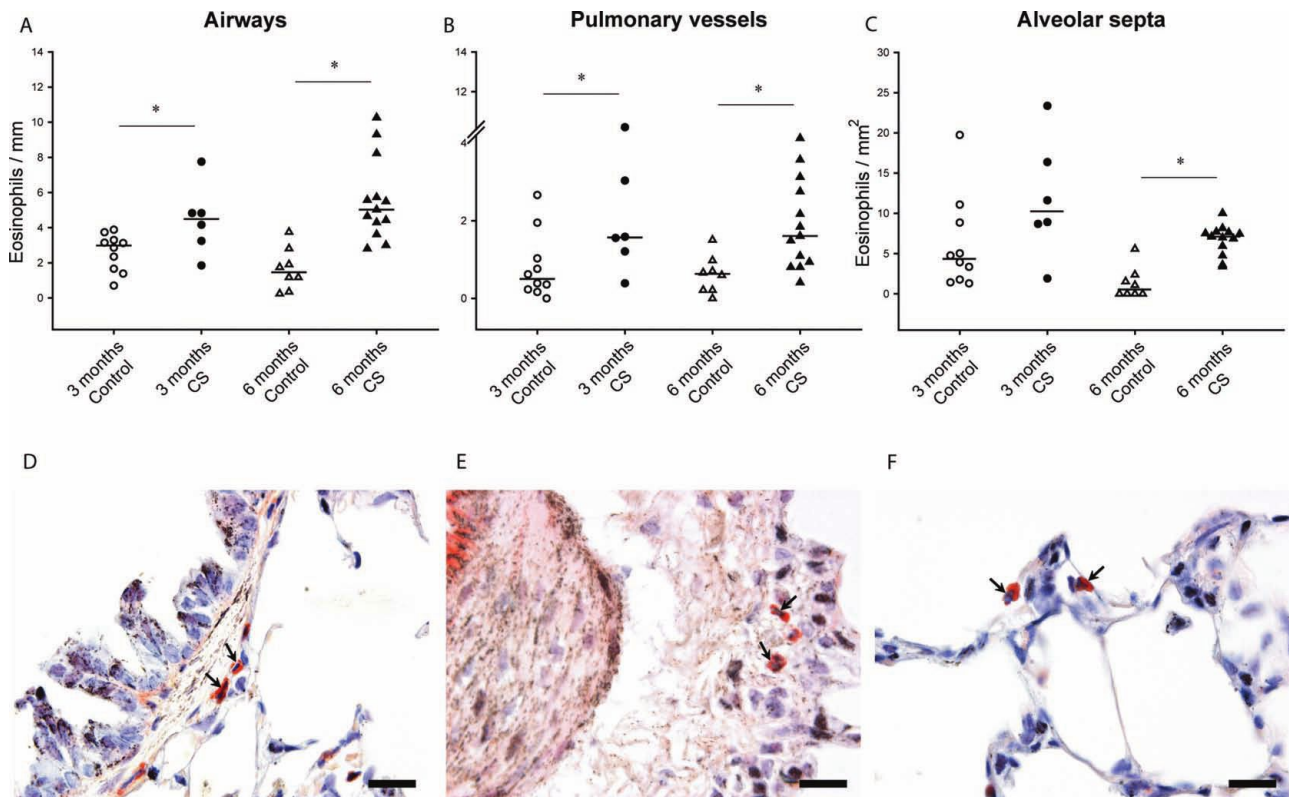 A
Airways
14
12
10
8
6
4
2
0
Eosinophils / mm
*
*
3 months
Control
3 months
CS
6 months
Control
6 months
CS
B
Pulmonary vessels
14
12
4
2
0
*
*
3 months
Control
3 months
CS
6 months
Control
6 months
CS
C
Alveolar septa
30
25
20
15
10
5
0
Eosinophils / mm²
*
3 months
Control
3 months
CS
6 months
Control
6 months
CS
D
E
F